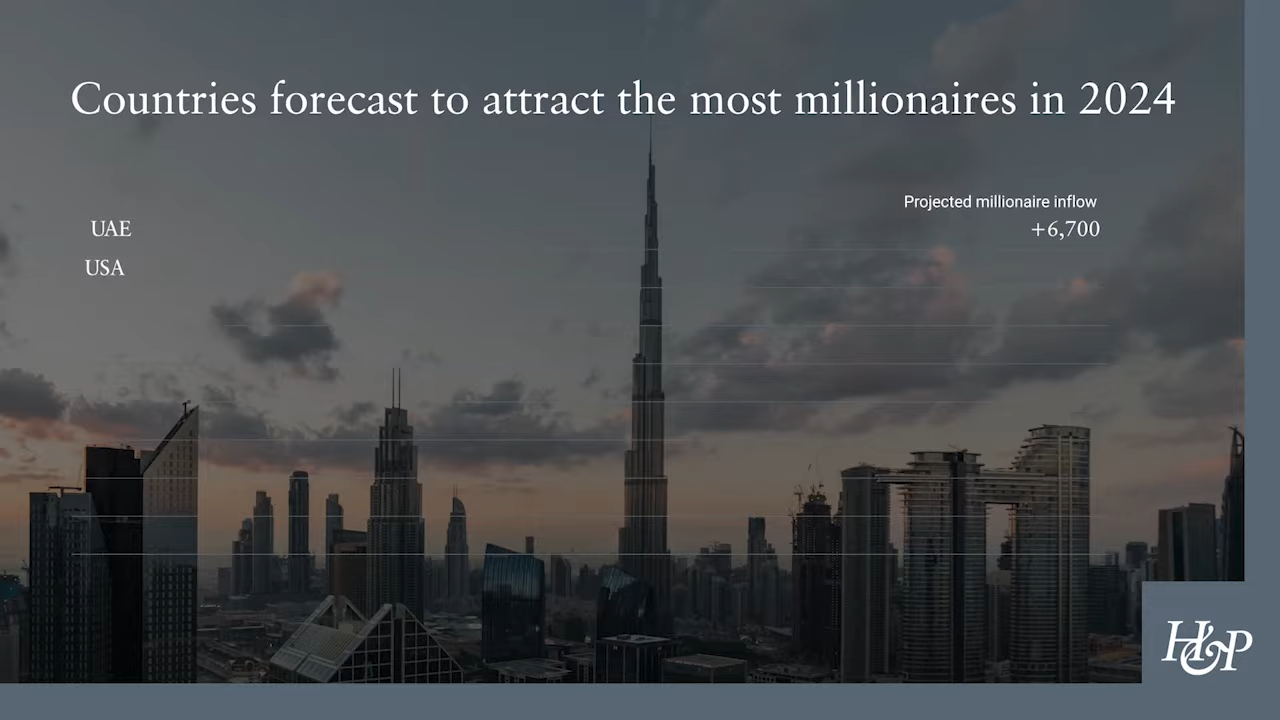 Countries forecast to attract the most millionaires in 2024
Projected millionaire inflow
UAE +6,700
USA
H&P